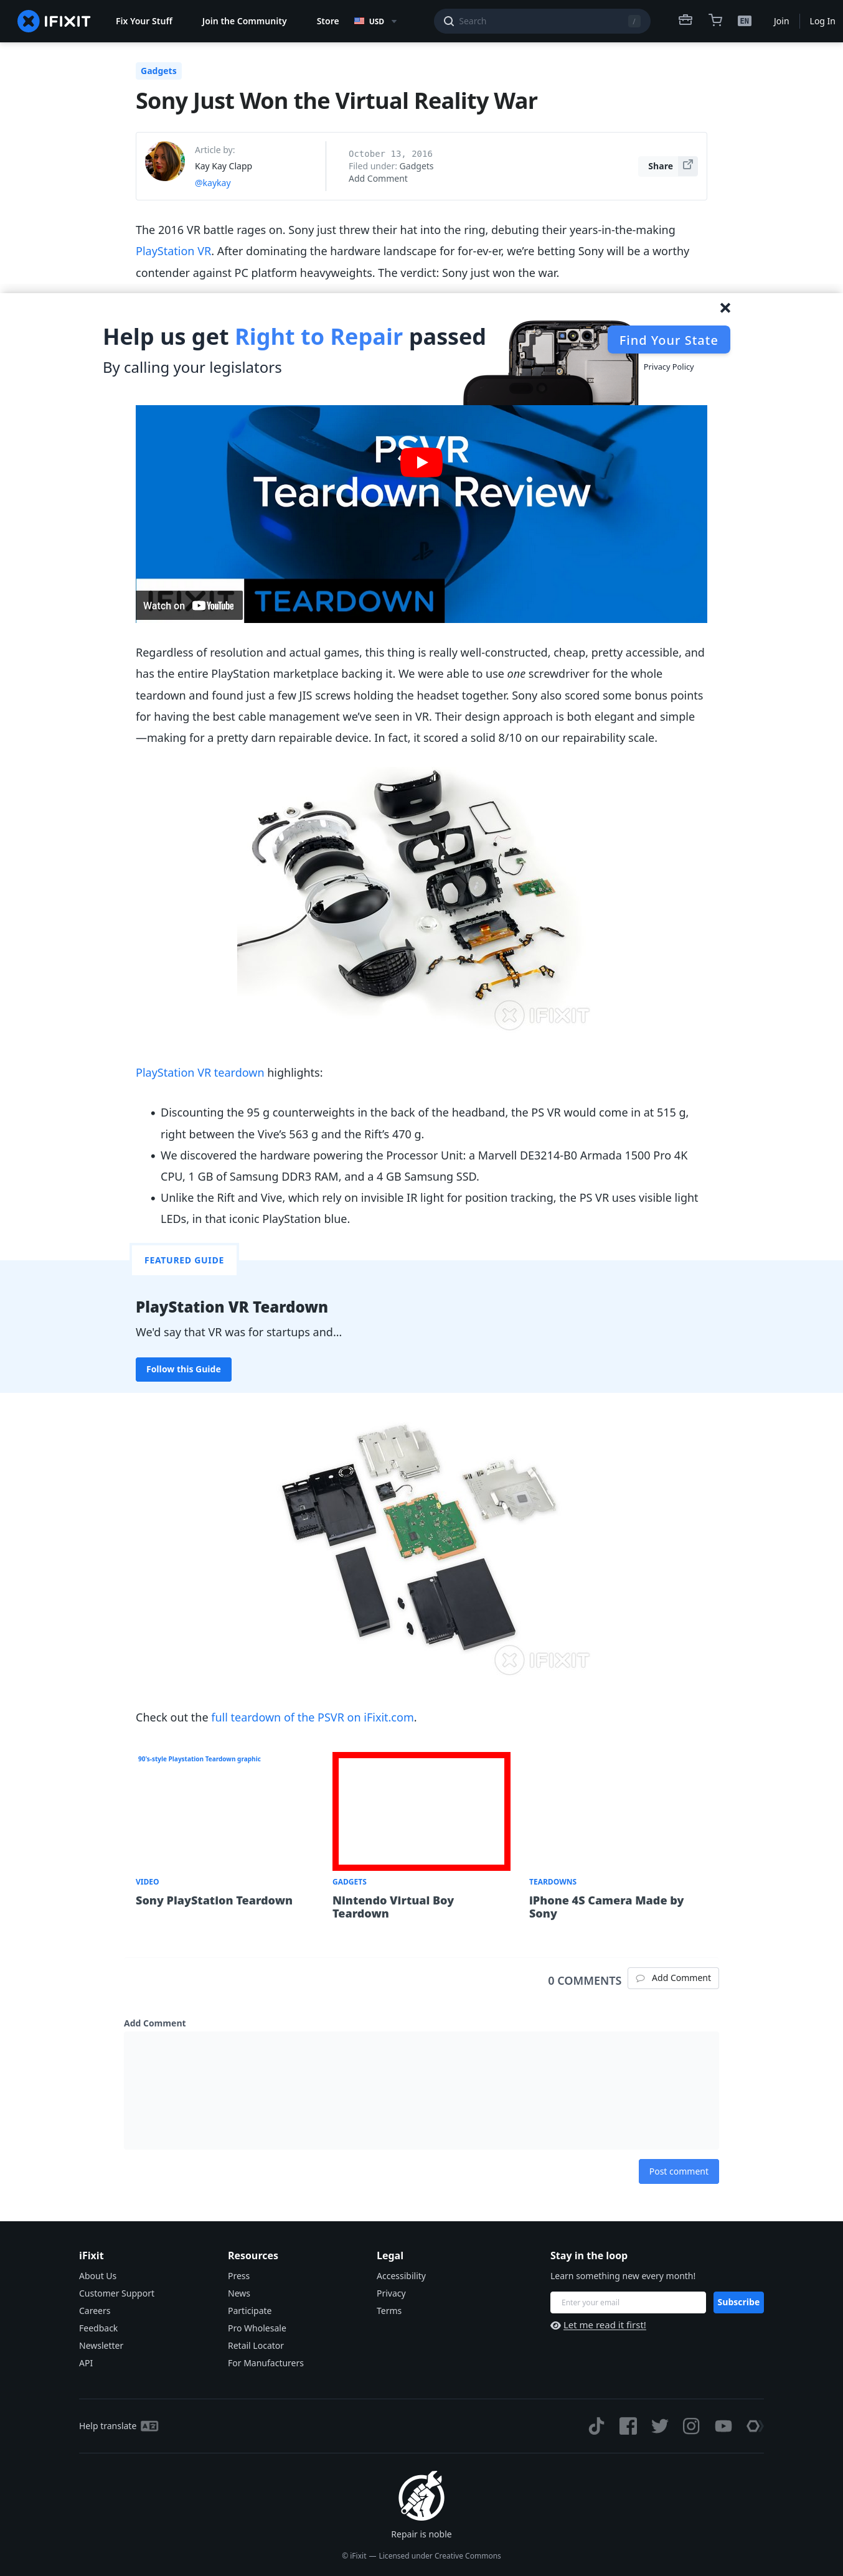 IFIXIT
Fix Your Stuff
Join the Community
Store
USD
Search
/
EN
Join
Log In
Gadgets
Sony Just Won the Virtual Reality War
Article by:
Kay Kay Clapp
@kaykay
October 13, 2016
Filed under: Gadgets
Add Comment
Share
The 2016 VR battle rages on. Sony just threw their hat into the ring, debuting their years-in-the-making
PlayStation VR. After dominating the hardware landscape for for-ev-er, we’re betting Sony will be a worthy
contender against PC platform heavyweights. The verdict: Sony just won the war.
Help us get Right to Repair passed
By calling your legislators
Find Your State
Privacy Policy
PSVR
Teardown Review
IFIXIT TEARDOWN
Watch on YouTube
Regardless of resolution and actual games, this thing is really well-constructed, cheap, pretty accessible, and
has the entire PlayStation marketplace backing it. We were able to use one screwdriver for the whole
teardown and found just a few JIS screws holding the headset together. Sony also scored some bonus points
for having the best cable management we’ve seen in VR. Their design approach is both elegant and simple
—making for a pretty darn repairable device. In fact, it scored a solid 8/10 on our repairability scale.
IFIXIT
PlayStation VR teardown highlights:
• Discounting the 95 g counterweights in the back of the headband, the PS VR would come in at 515 g,
right between the Vive’s 563 g and the Rift’s 470 g.
• We discovered the hardware powering the Processor Unit: a Marvell DE3214-B0 Armada 1500 Pro 4K
CPU, 1 GB of Samsung DDR3 RAM, and a 4 GB Samsung SSD.
• Unlike the Rift and Vive, which rely on invisible IR light for position tracking, the PS VR uses visible light
LEDs, in that iconic PlayStation blue.
FEATURED GUIDE
PlayStation VR Teardown
We'd say that VR was for startups and...
Follow this Guide
IFIXIT
Check out the full teardown of the PSVR on iFixit.com.
90's-style Playstation Teardown graphic
VIDEO
Sony PlayStation Teardown
GADGETS
Nintendo Virtual Boy
Teardown
TEARDOWNS
iPhone 4S Camera Made by
Sony
0 COMMENTS
Add Comment
Add Comment
Post comment
iFixit
About Us
Customer Support
Careers
Feedback
Newsletter
API
Resources
Press
News
Participate
Pro Wholesale
Retail Locator
For Manufacturers
Legal
Accessibility
Privacy
Terms
Stay in the loop
Learn something new every month!
Enter your email
Subscribe
Let me read it first!
Help translate
Repair is noble
© iFixit — Licensed under Creative Commons